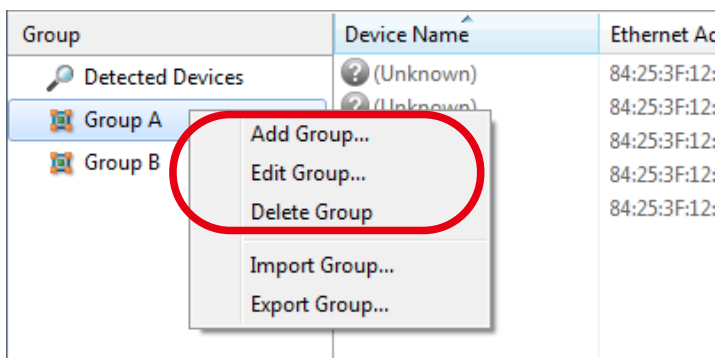 Group Device Name Ethernet Ad
Detected Devices (Unknown) 84:25:3F:12:
Group A (Unknown) 84:25:3F:12:
Add Group... 84:25:3F:12:
Group B Edit Group... 84:25:3F:12:
Delete Group 84:25:3F:12:
Import Group...
Export Group...